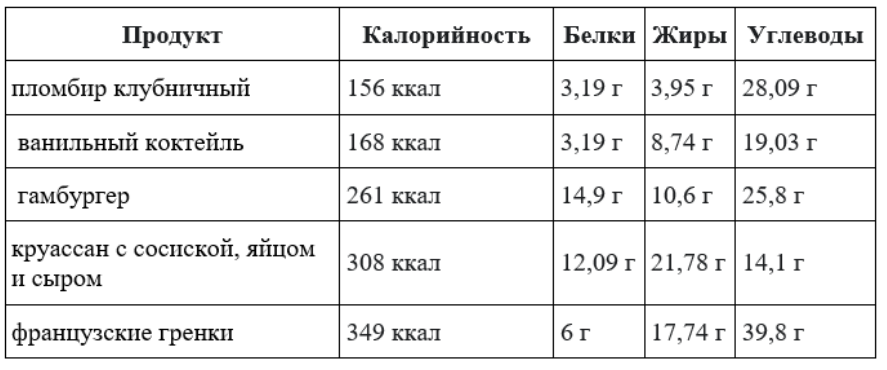 Продукт Калорийность Белки Жиры Углеводы
пломбир клубничный 156 ккал 3,19 г 3,95 г 28,09 г
ванильный коктейль 168 ккал 3,19 г 8,74 г 19,03 г
гамбургер 261 ккал 14,9 г 10,6 г 25,8 г
круассан с сосиской, яйцом
и сыром 308 ккал 12,09 г 21,78 г 14,1 г
французские гренки 349 ккал 6 г 17,74 г 39,8 г